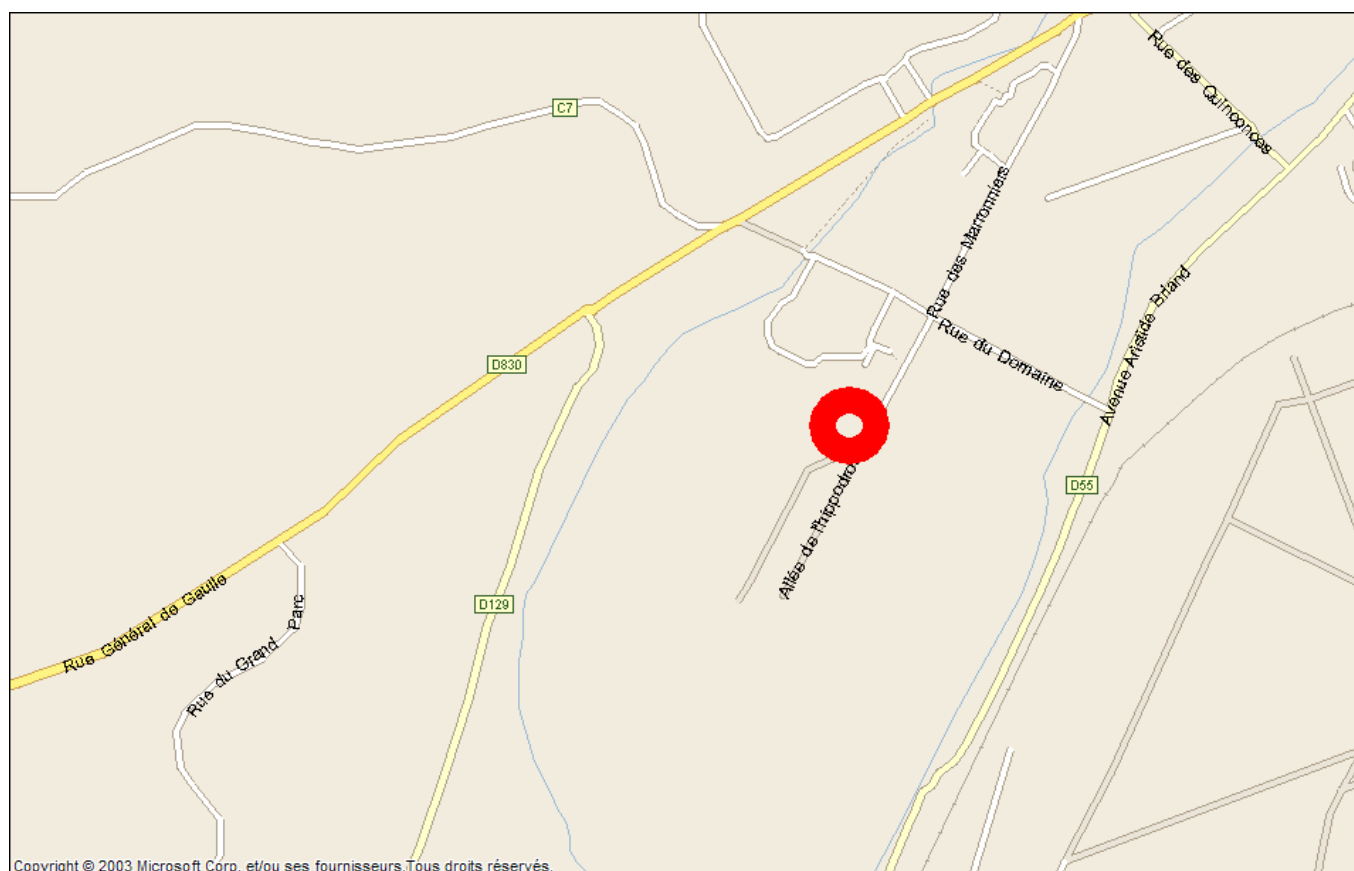 Rue des Quinconces
C7
Rue des Marronniers
Avenue Aristide Briand
Rue du Domaine
D830
D55
Allée de l'hippodro
D129
Rue Général de Gaulle
Rue du Grand Parc
Copyright © 2003 Microsoft Corp. et/ou ses fournisseurs.Tous droits réservés.